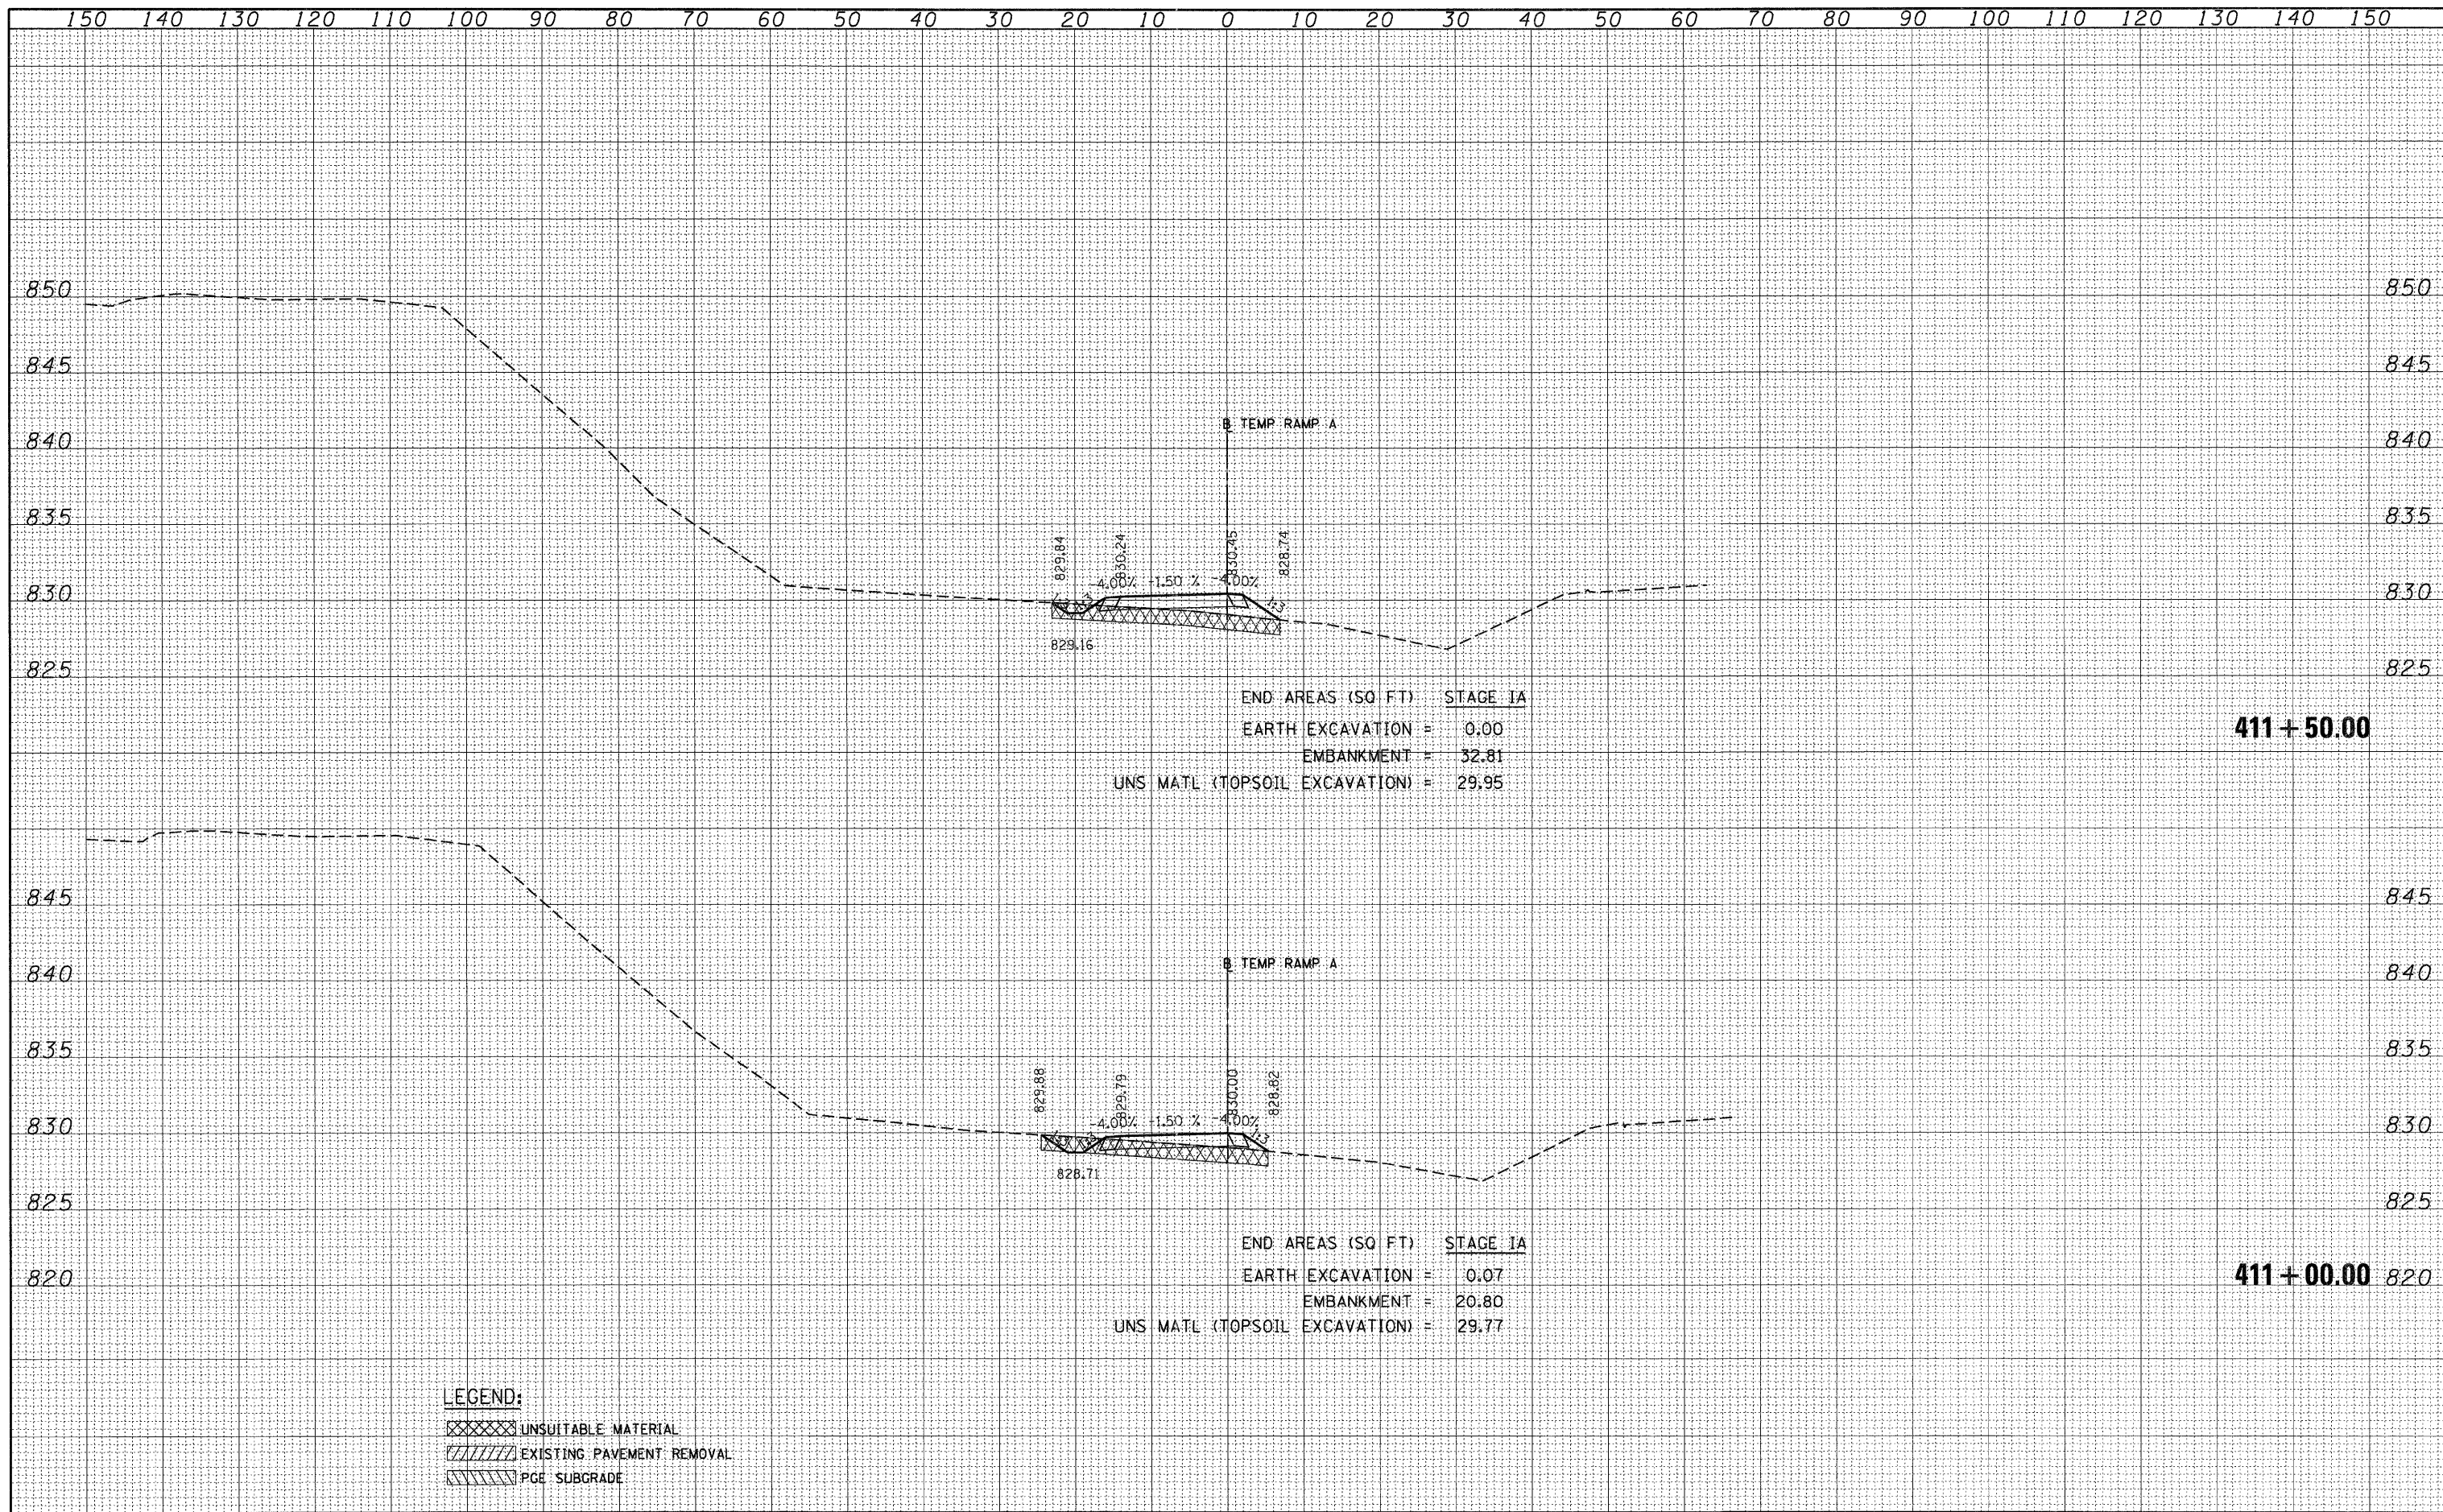 150 140 130 120 110 100 90 80 70 60 50 40 30 20 10 0 10 20 30 40 50 60 70 80 90 100 110 120 130 140 150
850 850
845 845
840 840
B TEMP RAMP A
835 835
829.84 830.24 830.45 828.74
-4.00% -1.50 % -4.00%
830 830
1:3
829.16
825 825
END AREAS (SQ FT) STAGE IA
EARTH EXCAVATION = 0.00
411+50.00
EMBANKMENT = 32.81
UNS MATL (TOPSOIL EXCAVATION) = 29.95
845 845
B TEMP RAMP A
840 840
835 835
829.88 829.79 830.00 828.82
-4.00% -1.50 % -4.00%
830 830
1:3
828.71
825 825
END AREAS (SQ FT) STAGE IA
EARTH EXCAVATION = 0.07
820 411+00.00 820
EMBANKMENT = 20.80
UNS MATL (TOPSOIL EXCAVATION) = 29.77
LEGEND:
UNSUITABLE MATERIAL
EXISTING PAVEMENT REMOVAL
PGE SUBGRADE